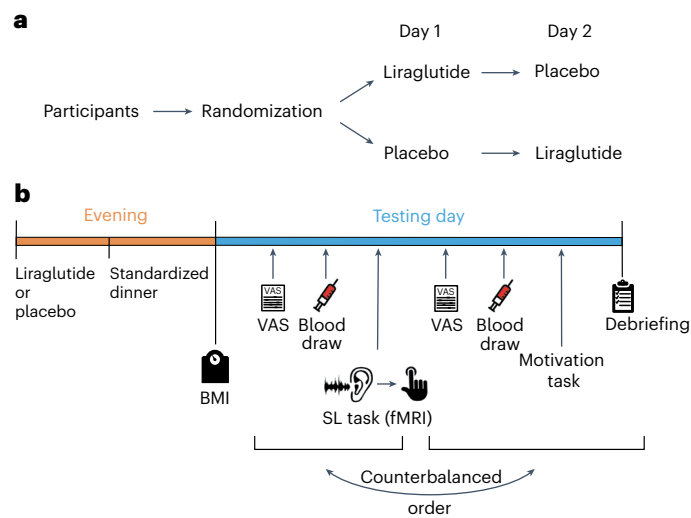 a
Day 1
Day 2
Liraglutide
Placebo
Participants
Randomization
Placebo
Liraglutide
b
Evening
Testing day
Liraglutide
or
placebo
Standardized
dinner
VAS
VAS
VAS
Blood
draw
VAS
Blood
draw
Debriefing
Motivation
task
BMI
SL task (fMRI)
Counterbalanced
order